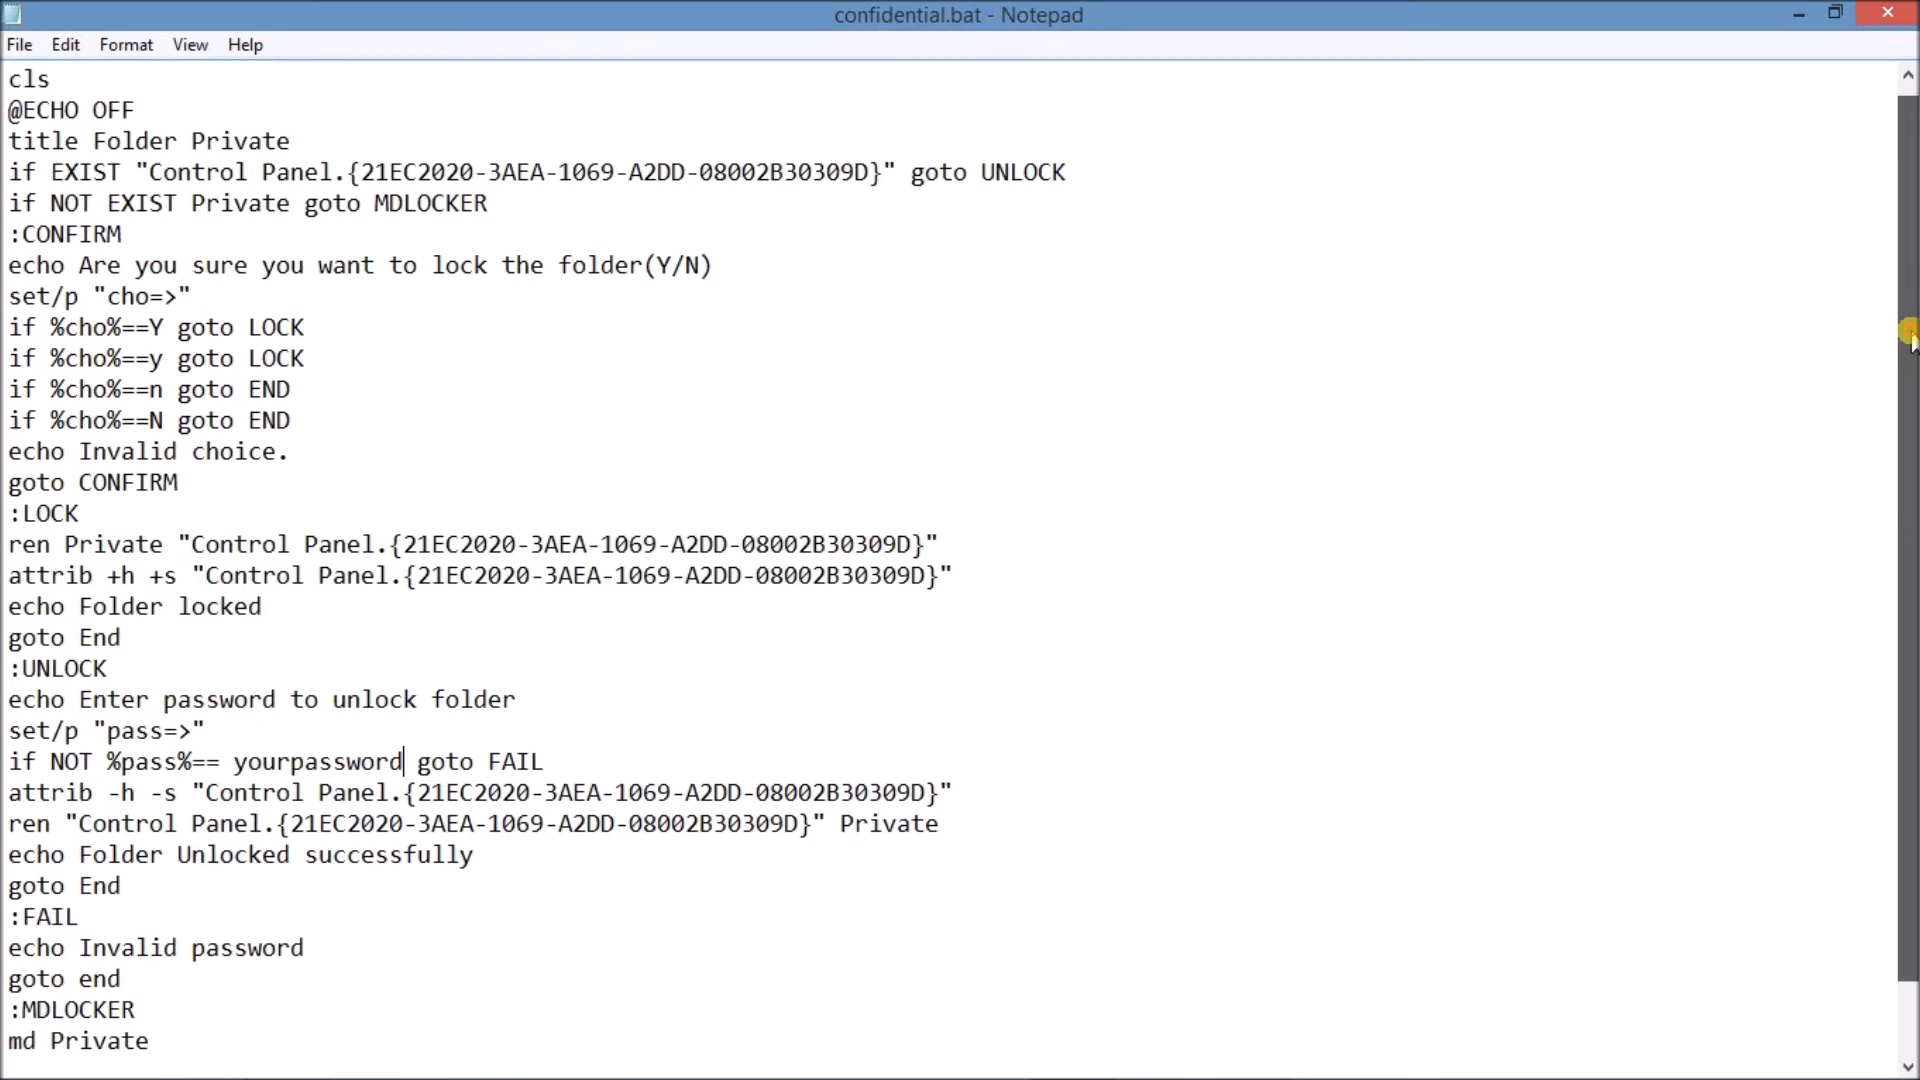 confidential.bat - Notepad
File Edit Format View Help
cls
@ECHO OFF
title Folder Private
if EXIST "Control Panel.{21EC2020-3AEA-1069-A2DD-08002B30309D}" goto UNLOCK
if NOT EXIST Private goto MDLOCKER
:CONFIRM
echo Are you sure you want to lock the folder(Y/N)
set/p "cho=>"
if %cho%==Y goto LOCK
if %cho%==y goto LOCK
if %cho%==n goto END
if %cho%==N goto END
echo Invalid choice.
goto CONFIRM
:LOCK
ren Private "Control Panel.{21EC2020-3AEA-1069-A2DD-08002B30309D}"
attrib +h +s "Control Panel.{21EC2020-3AEA-1069-A2DD-08002B30309D}"
echo Folder locked
goto End
:UNLOCK
echo Enter password to unlock folder
set/p "pass=>"
if NOT %pass%== yourpassword goto FAIL
attrib -h -s "Control Panel.{21EC2020-3AEA-1069-A2DD-08002B30309D}"
ren "Control Panel.{21EC2020-3AEA-1069-A2DD-08002B30309D}" Private
echo Folder Unlocked successfully
goto End
:FAIL
echo Invalid password
goto end
:MDLOCKER
md Private